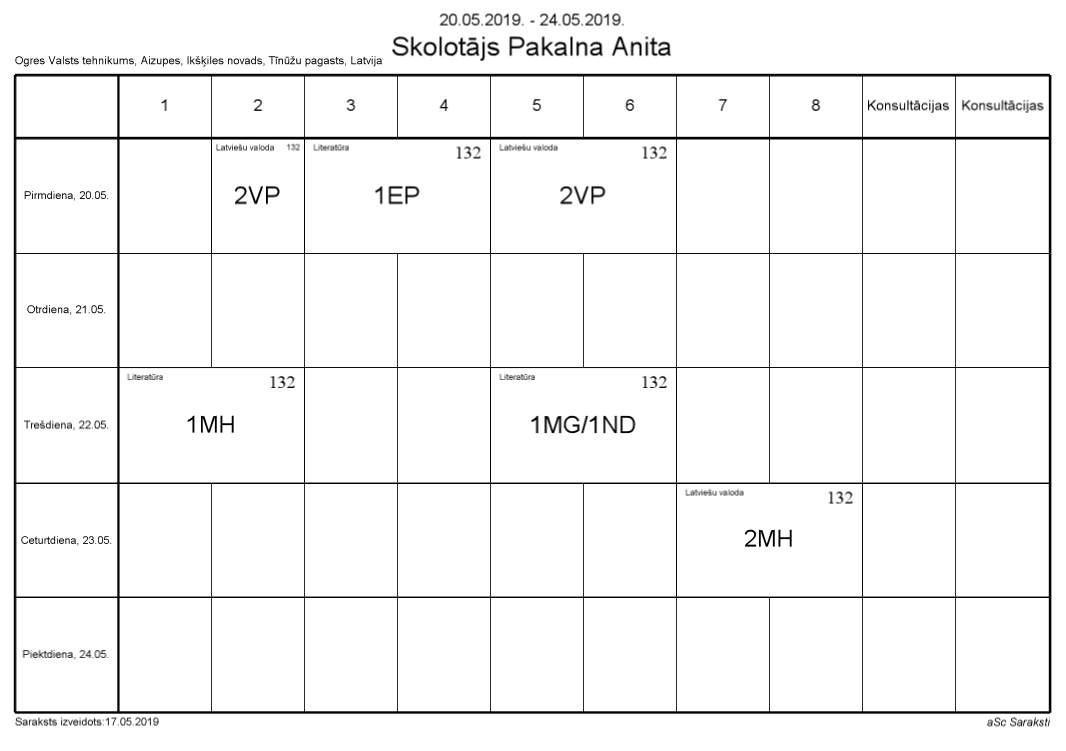 20.05.2019. - 24.05.2019.
Skolotājs Pakalna Anita
Ogres Valsts tehnikums, Aizupes, Ikšķiles novads, Tīnūžu pagasts, Latvija
1 2 3 4 5 6 7 8 Konsultācijas Konsultācijas
Latviešu valoda 132 Literatūra 132 Latviešu valoda 132
Pirmdiena, 20.05. 2VP 1EP 2VP
Otrdiena, 21.05.
Literatūra 132 Literatūra 132
Trešdiena, 22.05. 1MH 1MG/1ND
Latviešu valoda 132
Ceturtdiena, 23.05. 2MH
Piektdiena, 24.05.
Saraksts izveidots:17.05.2019 aSc Saraksti